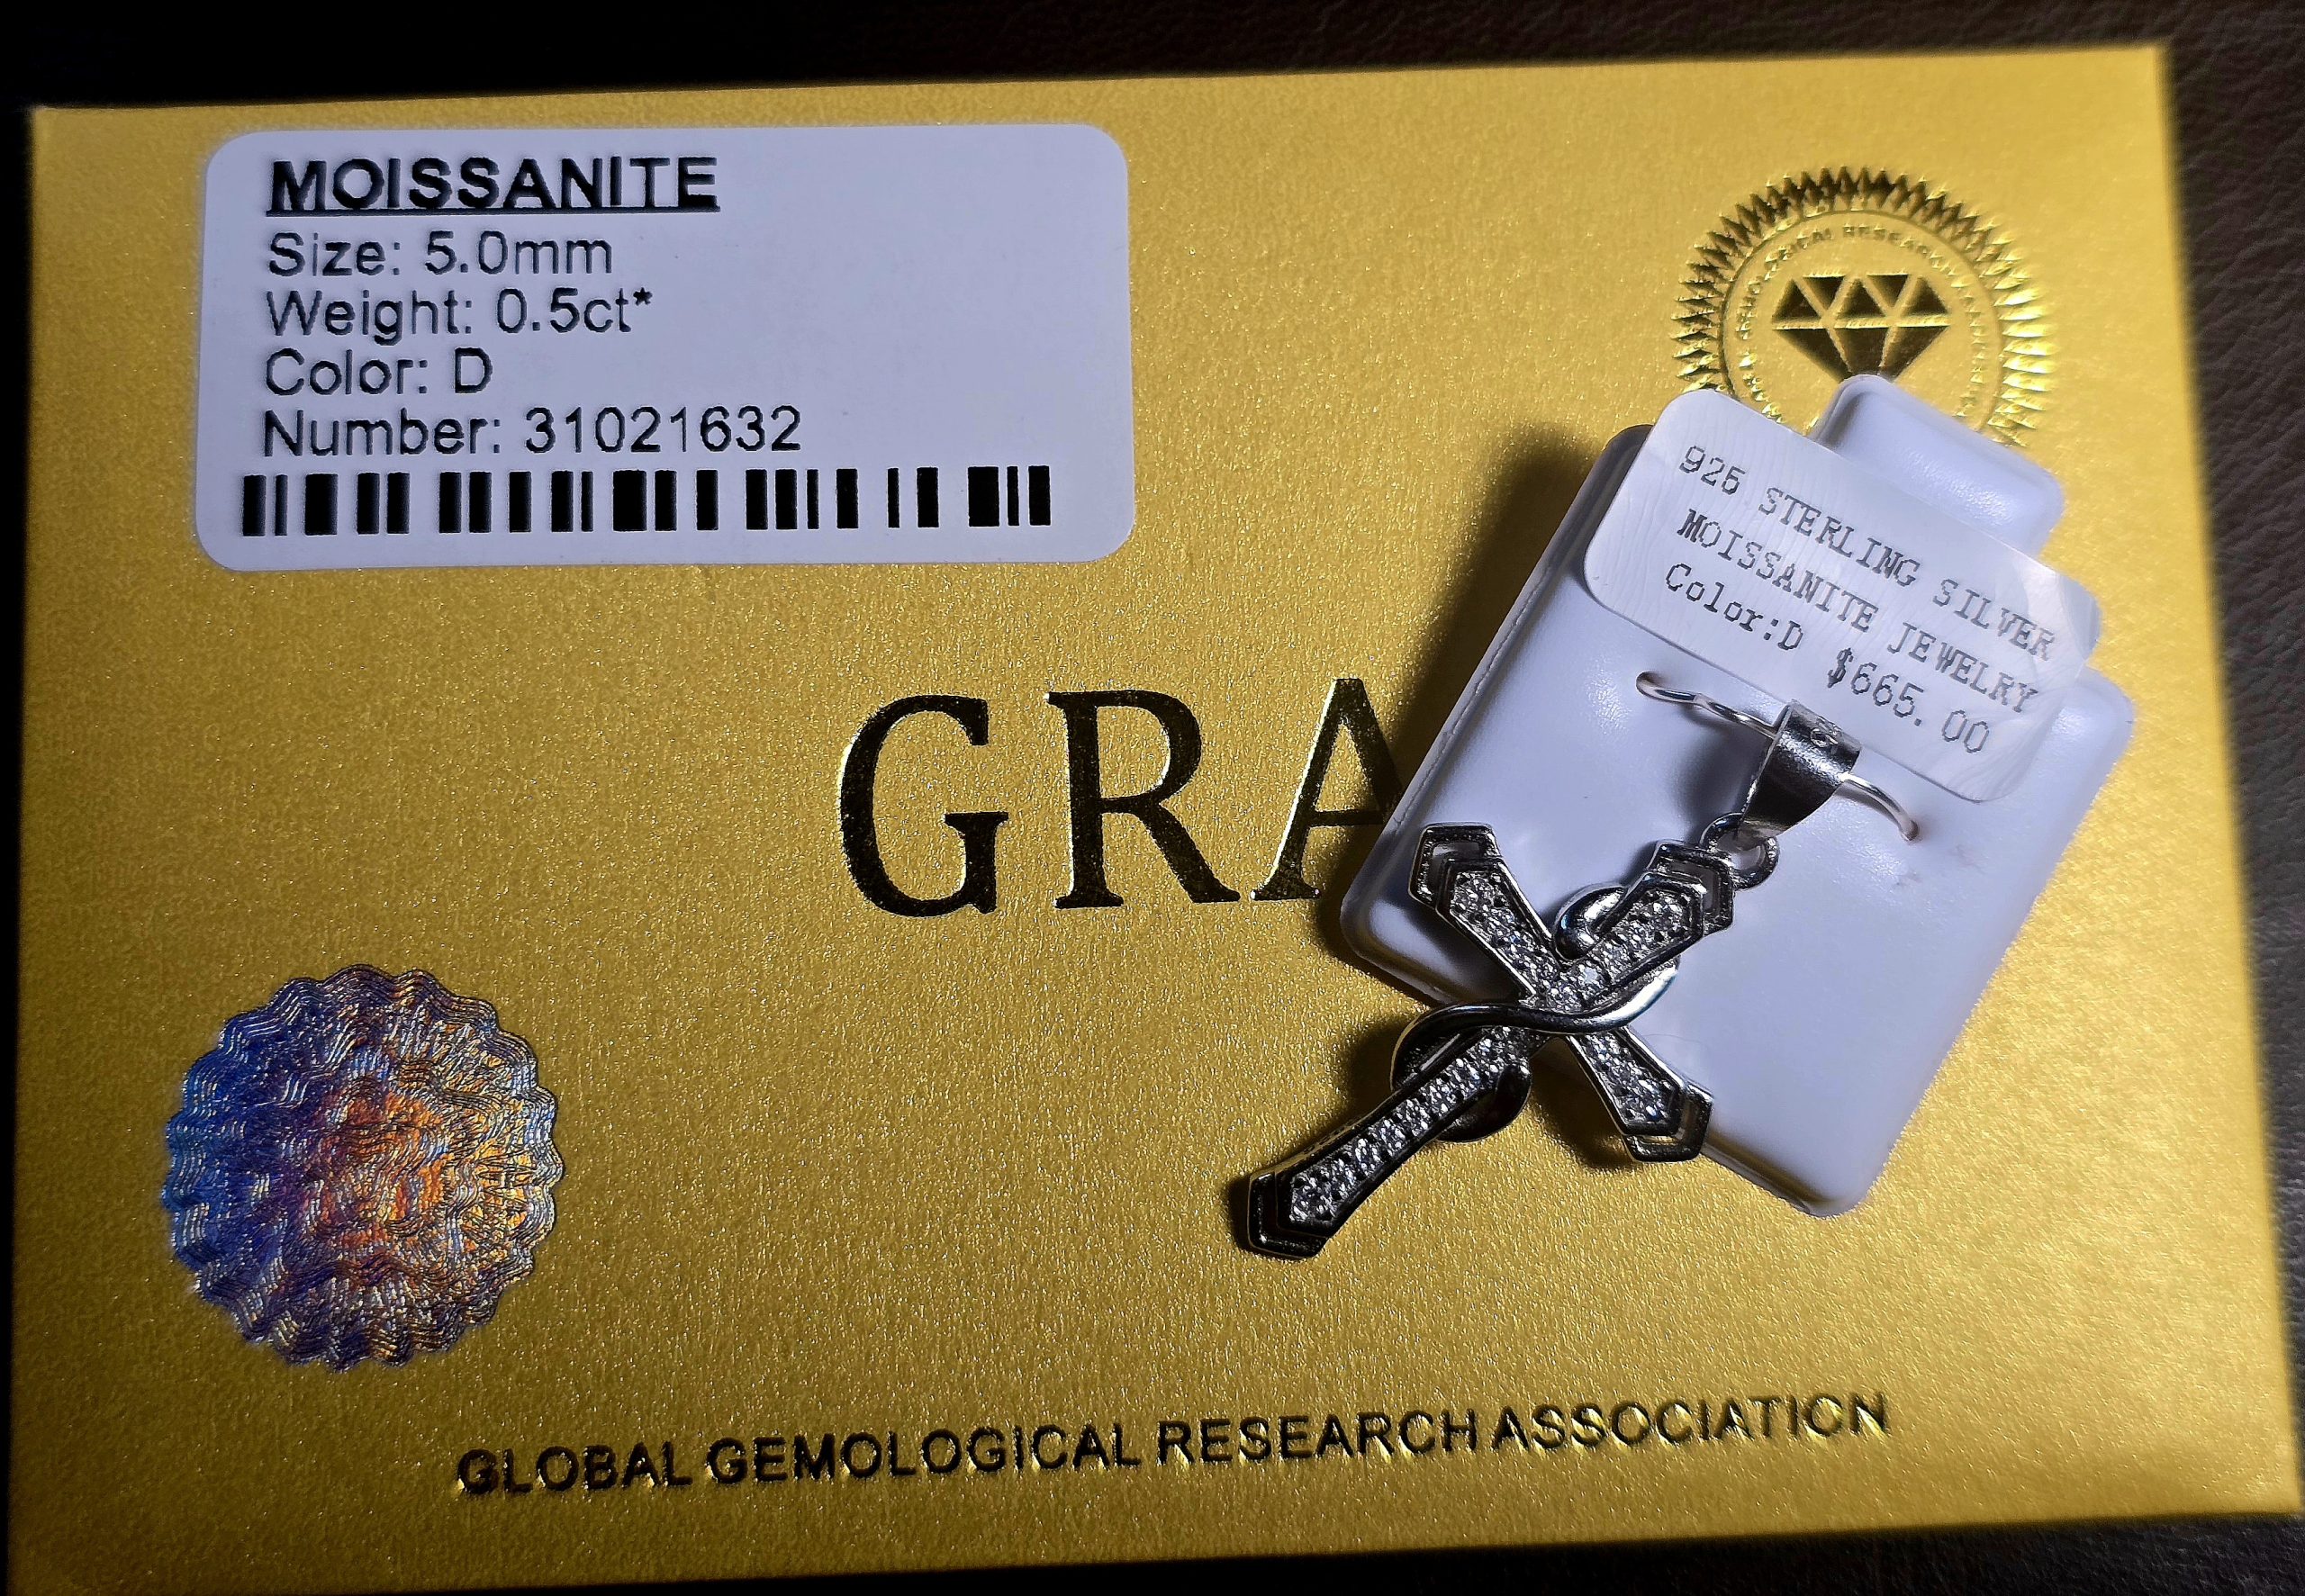 MOISSANITE
Size: 5.0mm
Weight: 0.5ct*
Color: D
Number: 31021632
925 STERLING SILVER
MOISSANITE JEWELRY
Color:D $665.00
GRA
GLOBAL GEMOLOGICAL RESEARCH ASSOCIATION